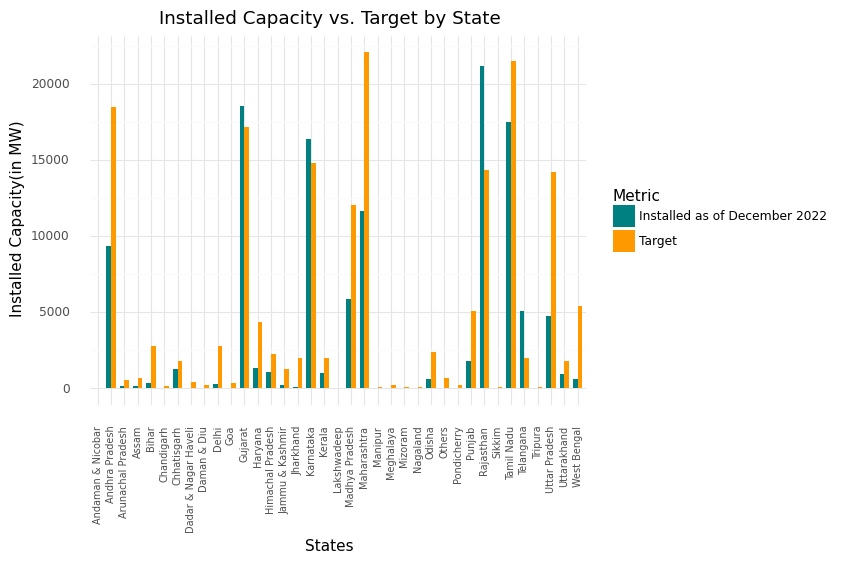 Installed Capacity vs. Target by State
Installed Capacity(in MW)
20000
15000
10000
5000
0
Metric
Installed as of December 2022
Target
Andaman & Nicobar
Andhra Pradesh
Arunachal Pradesh
Assam
Bihar
Chandigarh
Chhatisgarh
Dadar & Nagar Haveli
Daman & Diu
Delhi
Goa
Gujarat
Haryana
Himachal Pradesh
Jammu & Kashmir
Jharkhand
Karnataka
Kerala
Lakshwadeep
Madhya Pradesh
Maharashtra
Manipur
Meghalaya
Mizoram
Nagaland
Odisha
Others
Pondicherry
Punjab
Rajasthan
Sikkim
Tamil Nadu
Telangana
Tripura
Uttar Pradesh
Uttarakhand
West Bengal
States